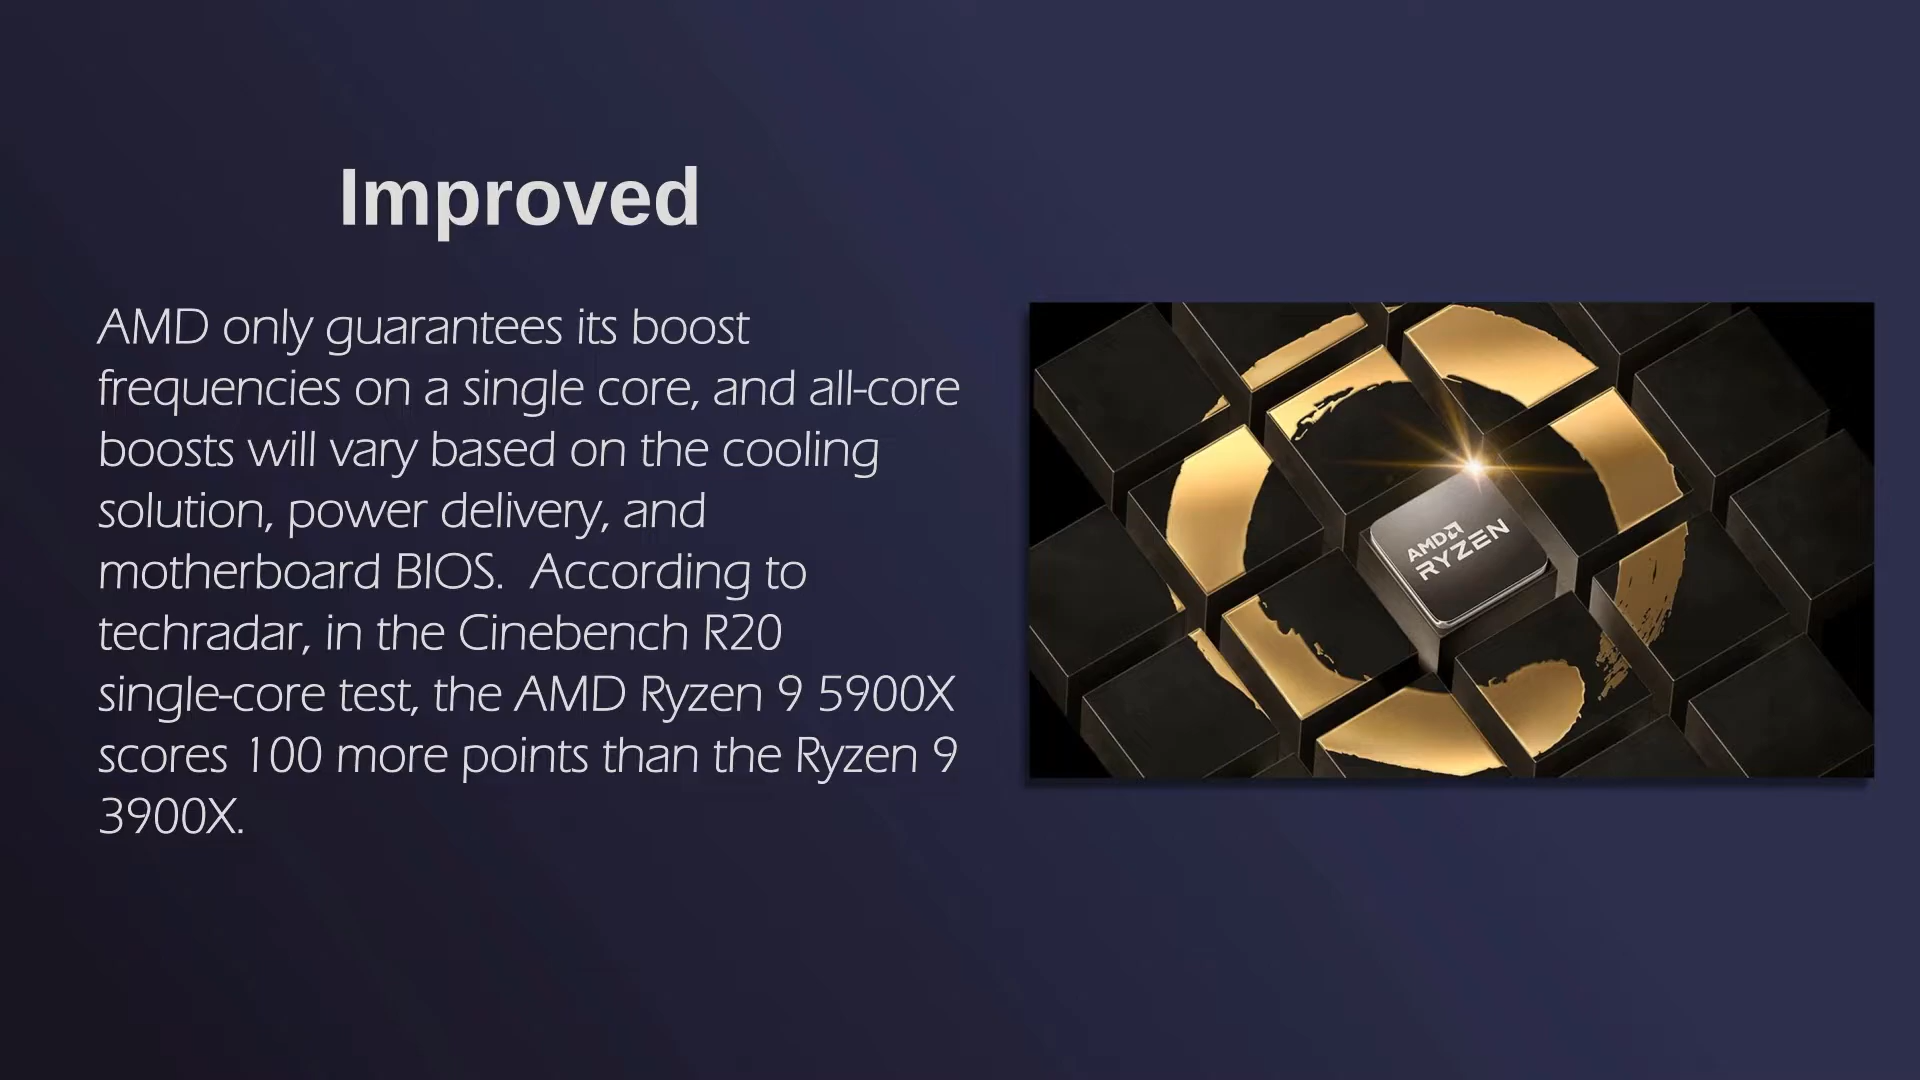 Improved
AMD only guarantees its boost
frequencies on a single core, and all-core
boosts will vary based on the cooling
solution, power delivery, and
motherboard BIOS.  According to
techradar, in the Cinebench R20
single-core test, the AMD Ryzen 9 5900X
scores 100 more points than the Ryzen 9
3900X.
AMD
RYZEN